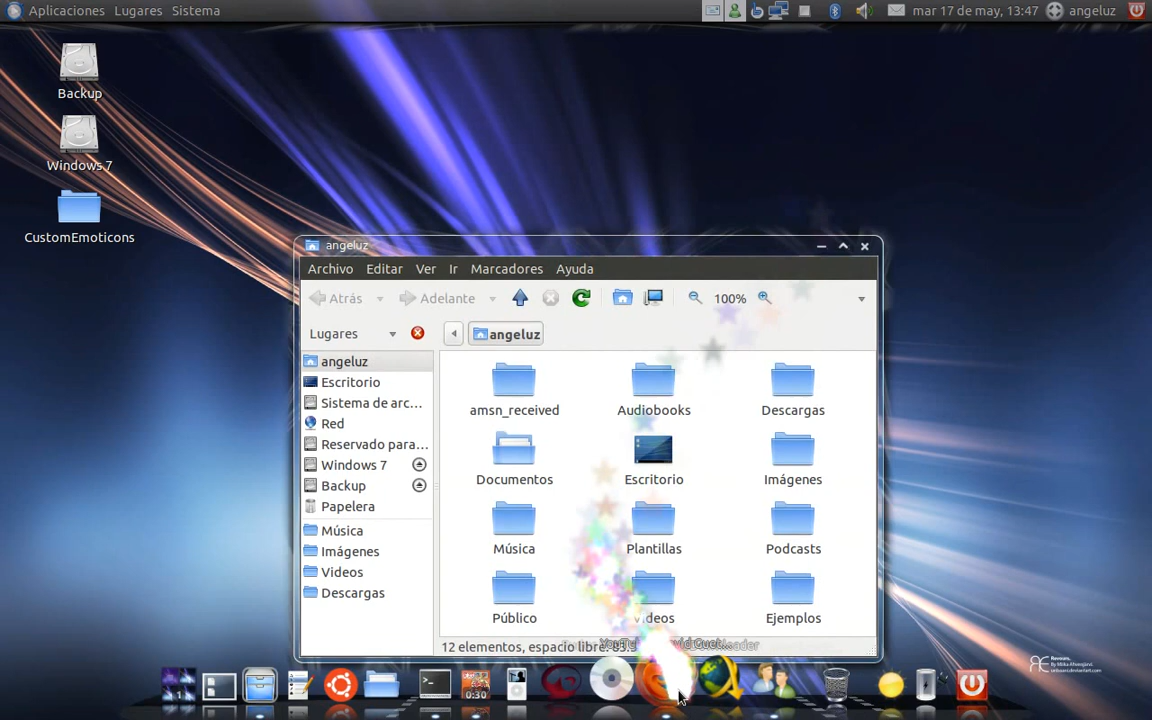 Aplicaciones Lugares Sistema
mar 17 de may, 13:47 angeluz
Backup
Windows 7
CustomEmoticons
angeluz
Archivo Editar Ver Ir Marcadores Ayuda
Atrás Adelante 100%
Lugares angeluz
angeluz
Escritorio
Sistema de arc...
Red
Reservado para...
Windows 7
Backup
Papelera
Música
Imágenes
Videos
Descargas
amsn_received Audiobooks Descargas
Documentos Escritorio Imágenes
Música Plantillas Podcasts
Público Videos Ejemplos
12 elementos, espacio libre:
0:30